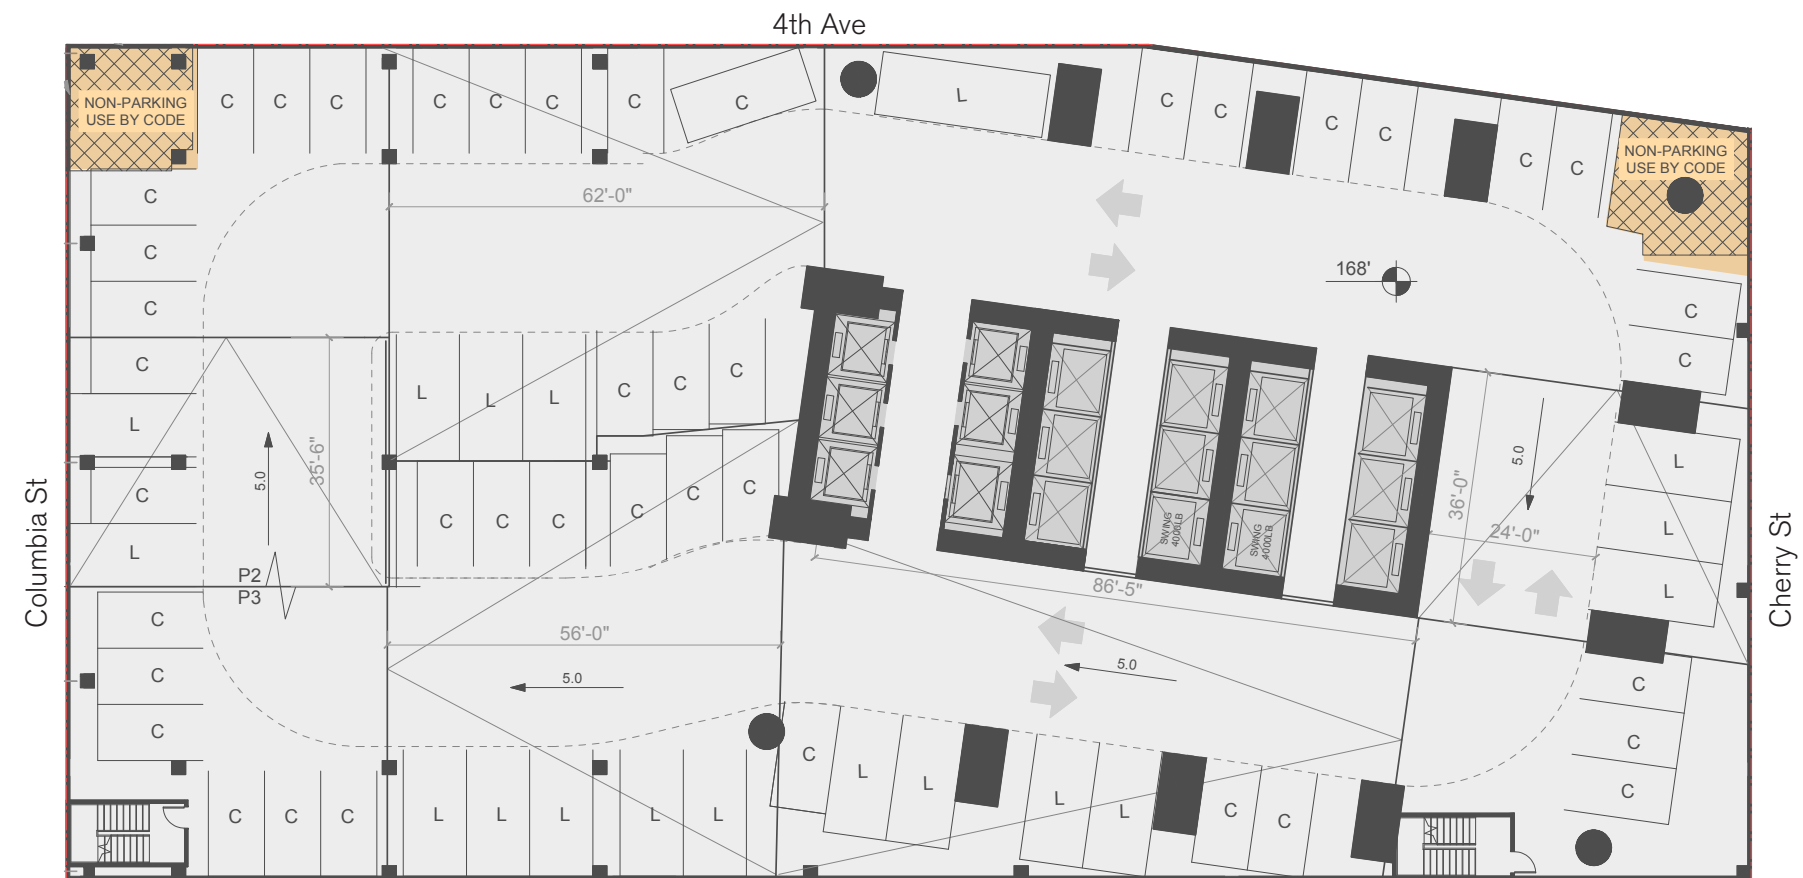 4th Ave
NON-PARKING
USE BY CODE
C C C C C C C C
L
C C C C C C
NON-PARKING
USE BY CODE
C
62'-0"
C
168'
C
C
C
C
L L L C C C
L
35'-6"
5.0
C
L
C C C C C C
SWING
4000LB
SWING
4000LB
36'-0"
5.0
24'-0"
L
L
L
Columbia St
Cherry St
P2
P3
86'-5"
C
C
C
56'-0"
5.0
5.0
C
C
C
C C C L L L L L C L L L L C C